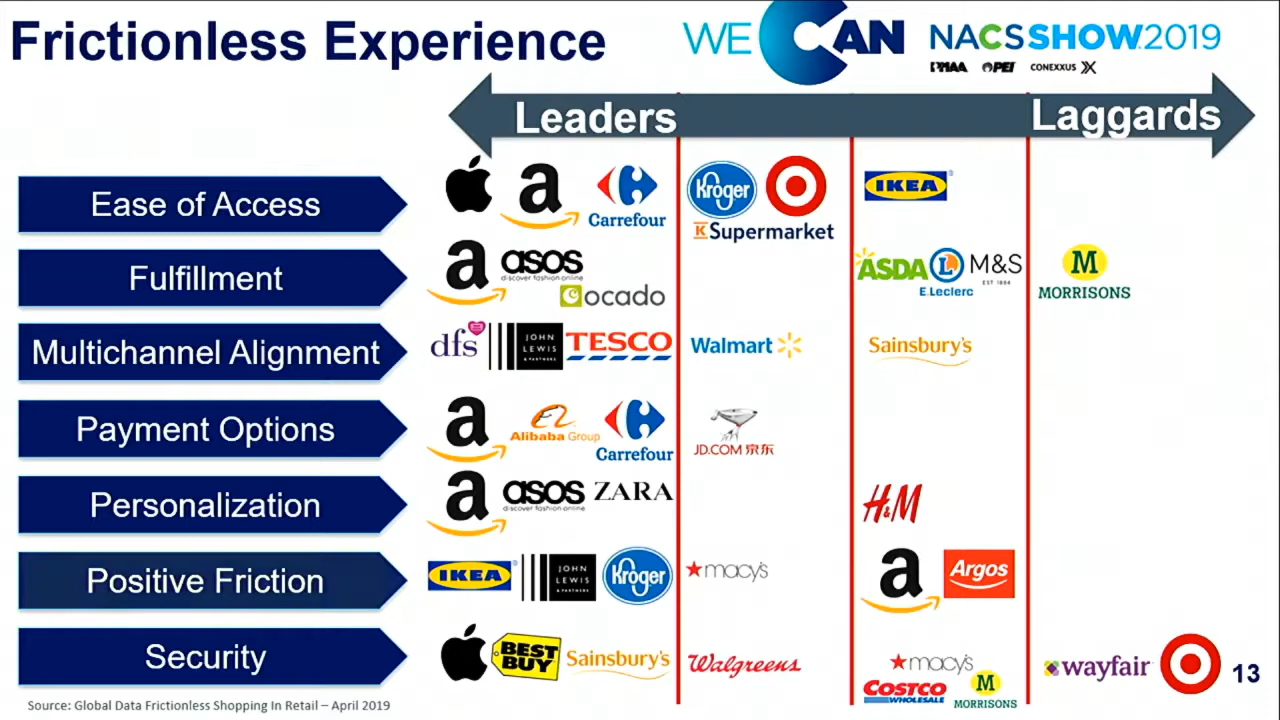 Frictionless Experience
WE CAN
NACS SHOW 2019
PMAA PEI CONEXXUS
Leaders
Laggards
Ease of Access
Carrefour
Kroger
K Supermarket
IKEA
Fulfillment
a asos
discover fashion online
ocado
ASDA
E.Leclerc
M&S
EST 1884
M
MORRISONS
Multichannel Alignment
dfs
JOHN
LEWIS
& PARTNERS
TESCO
Walmart
Sainsbury's
Payment Options
a
Alibaba Group
Carrefour
JD.COM 京东
Personalization
a asos
discover fashion online
ZARA
H&M
Positive Friction
IKEA
JOHN
LEWIS
& PARTNERS
Kroger
macy's
a
Argos
Security
BEST
BUY
Sainsbury's
Walgreens
macy's
COSTCO
WHOLESALE
M
MORRISONS
wayfair
13
Source: Global Data Frictionless Shopping In Retail – April 2019